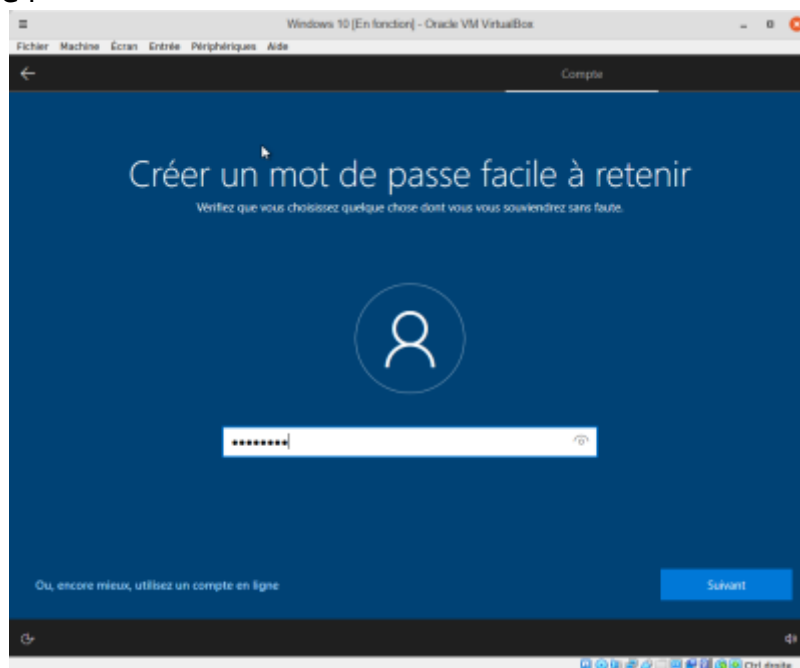 Windows 10 [En fonction] - Oracle VM VirtualBox
Fichier Machine Écran Entrée Périphériques Aide
Compte
Créer un mot de passe facile à retenir
Vérifiez que vous choisissez quelque chose dont vous vous souviendrez sans faute.
••••••••
Ou, encore mieux, utilisez un compte en ligne
Suivant
Ctrl droite